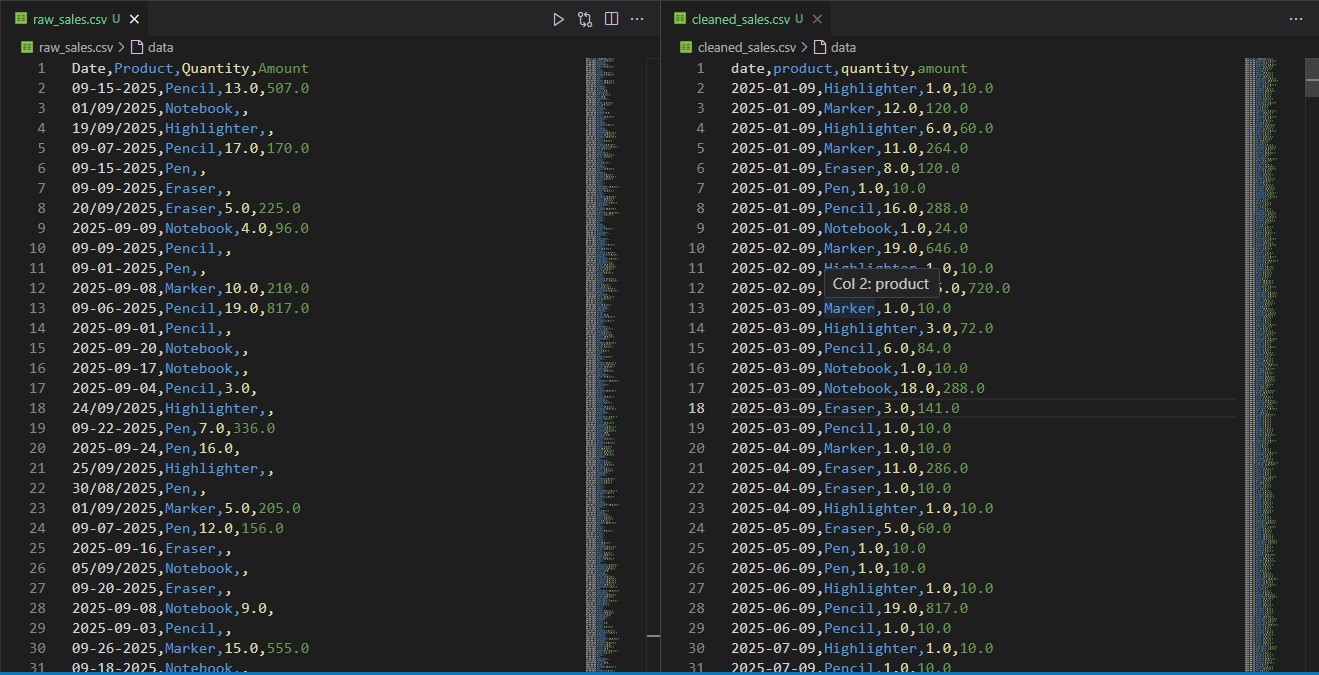 raw_sales.csv U
raw_sales.csv > data
1 Date,Product,Quantity,Amount
2 09-15-2025,Pencil,13.0,507.0
3 01/09/2025,Notebook,,
4 19/09/2025,Highlighter,,
5 09-07-2025,Pencil,17.0,170.0
6 09-15-2025,Pen,,
7 09-09-2025,Eraser,,
8 20/09/2025,Eraser,5.0,225.0
9 2025-09-09,Notebook,4.0,96.0
10 09-09-2025,Pencil,,
11 09-01-2025,Pen,,
12 2025-09-08,Marker,10.0,210.0
13 09-06-2025,Pencil,19.0,817.0
14 2025-09-01,Pencil,,
15 2025-09-20,Notebook,,
16 2025-09-17,Notebook,,
17 2025-09-04,Pencil,3.0,
18 24/09/2025,Highlighter,,
19 09-22-2025,Pen,7.0,336.0
20 2025-09-24,Pen,16.0,
21 25/09/2025,Highlighter,,
22 30/08/2025,Pen,,
23 01/09/2025,Marker,5.0,205.0
24 09-07-2025,Pen,12.0,156.0
25 2025-09-16,Eraser,,
26 05/09/2025,Notebook,,
27 09-20-2025,Eraser,,
28 2025-09-08,Notebook,9.0,
29 2025-09-03,Pencil,,
30 09-26-2025,Marker,15.0,555.0
31 09-18-2025,Notebook,,
cleaned_sales.csv U
cleaned_sales.csv > data
1 date,product,quantity,amount
2 2025-01-09,Highlighter,1.0,10.0
3 2025-01-09,Marker,12.0,120.0
4 2025-01-09,Highlighter,6.0,60.0
5 2025-01-09,Marker,11.0,264.0
6 2025-01-09,Eraser,8.0,120.0
7 2025-01-09,Pen,1.0,10.0
8 2025-01-09,Pencil,16.0,288.0
9 2025-01-09,Notebook,1.0,24.0
10 2025-02-09,Marker,19.0,646.0
11 2025-02-09,Highlighter,1.0,10.0
Col 2: product
12 2025-02-09, 5.0,720.0
13 2025-03-09,Marker,1.0,10.0
14 2025-03-09,Highlighter,3.0,72.0
15 2025-03-09,Pencil,6.0,84.0
16 2025-03-09,Notebook,1.0,10.0
17 2025-03-09,Notebook,18.0,288.0
18 2025-03-09,Eraser,3.0,141.0
19 2025-03-09,Pencil,1.0,10.0
20 2025-04-09,Marker,1.0,10.0
21 2025-04-09,Eraser,11.0,286.0
22 2025-04-09,Eraser,1.0,10.0
23 2025-04-09,Highlighter,1.0,10.0
24 2025-05-09,Eraser,5.0,60.0
25 2025-05-09,Pen,1.0,10.0
26 2025-06-09,Pen,1.0,10.0
27 2025-06-09,Highlighter,1.0,10.0
28 2025-06-09,Pencil,19.0,817.0
29 2025-06-09,Pencil,1.0,10.0
30 2025-07-09,Highlighter,1.0,10.0
31 2025-07-09,Pencil,1.0,10.0